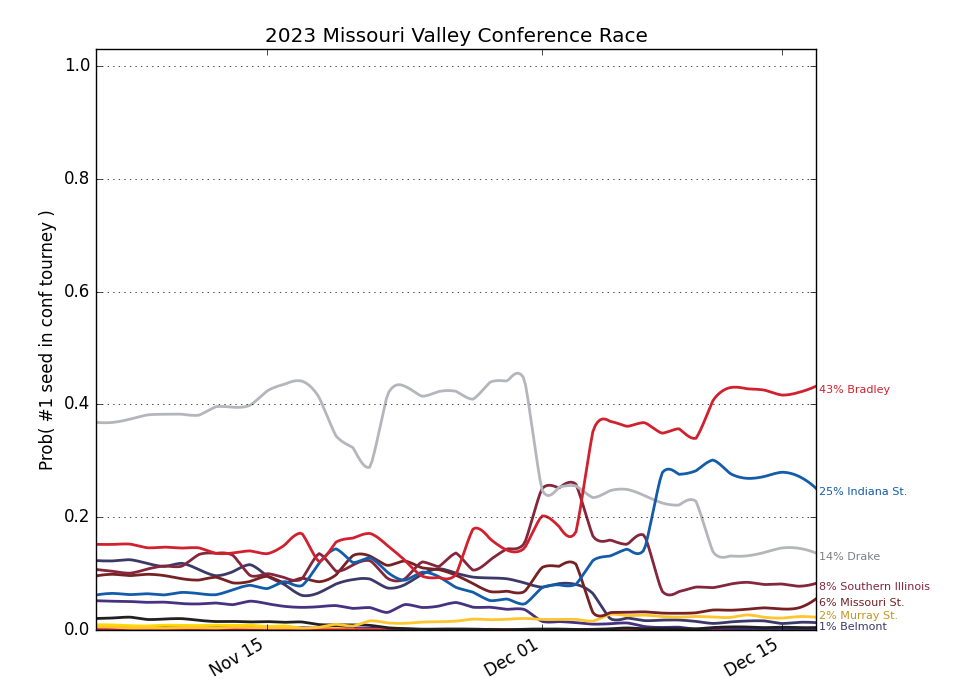 2023 Missouri Valley Conference Race
Prob( #1 seed in conf tourney )
1.0
0.8
0.6
0.4
0.2
0.0
Nov 15
Dec 01
Dec 15
43% Bradley
25% Indiana St.
14% Drake
8% Southern Illinois
6% Missouri St.
2% Murray St.
1% Belmont